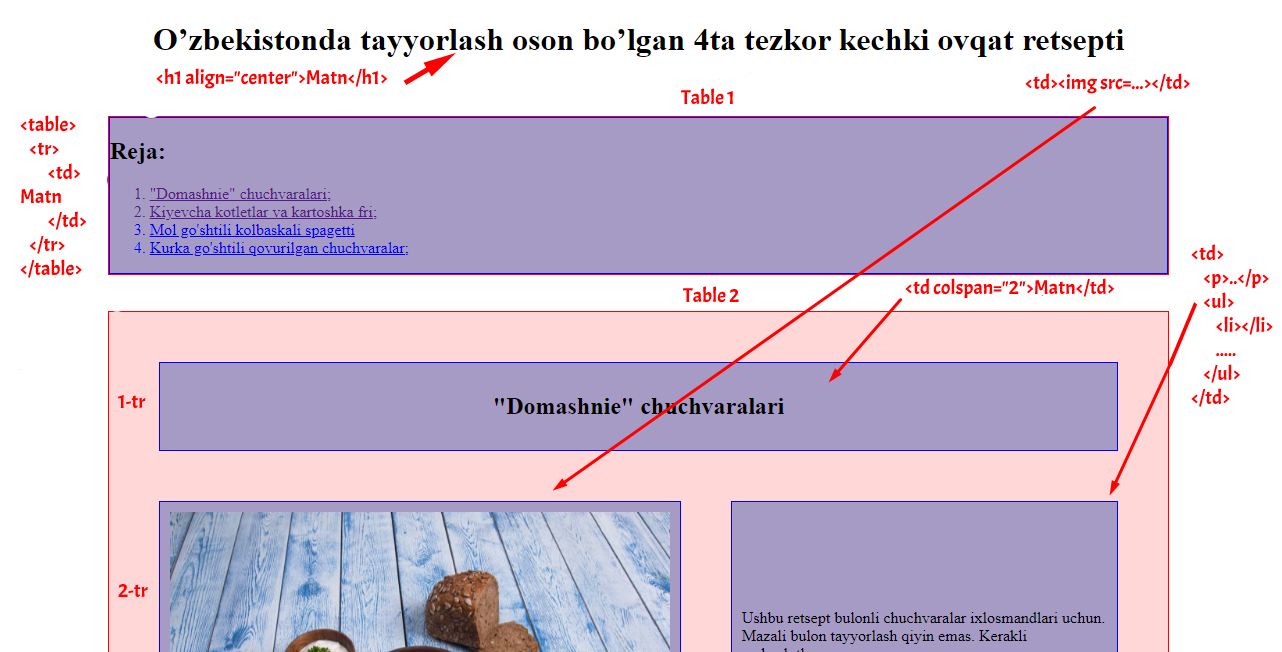 O’zbekistonda tayyorlash oson bo’lgan 4ta tezkor kechki ovqat retsepti
<h1 align="center">Matn</h1>
<td><img src=...></td>
Table 1
<table>
<tr>
<td>
Matn
</td>
</tr>
</table>
Reja:
1. "Domashnie" chuchvaralari;
2. Kiyevcha kotletlar va kartoshka fri;
3. Mol go'shtili kolbaskali spagetti
4. Kurka go'shtili qovurilgan chuchvaralar;
<td>
<p>..</p>
<ul>
<li></li>
.....
</ul>
</td>
Table 2
<td colspan="2">Matn</td>
1-tr
"Domashnie" chuchvaralari
2-tr
Ushbu retsept bulonli chuchvaralar ixlosmandlari uchun.
Mazali bulon tayyorlash qiyin emas. Kerakli